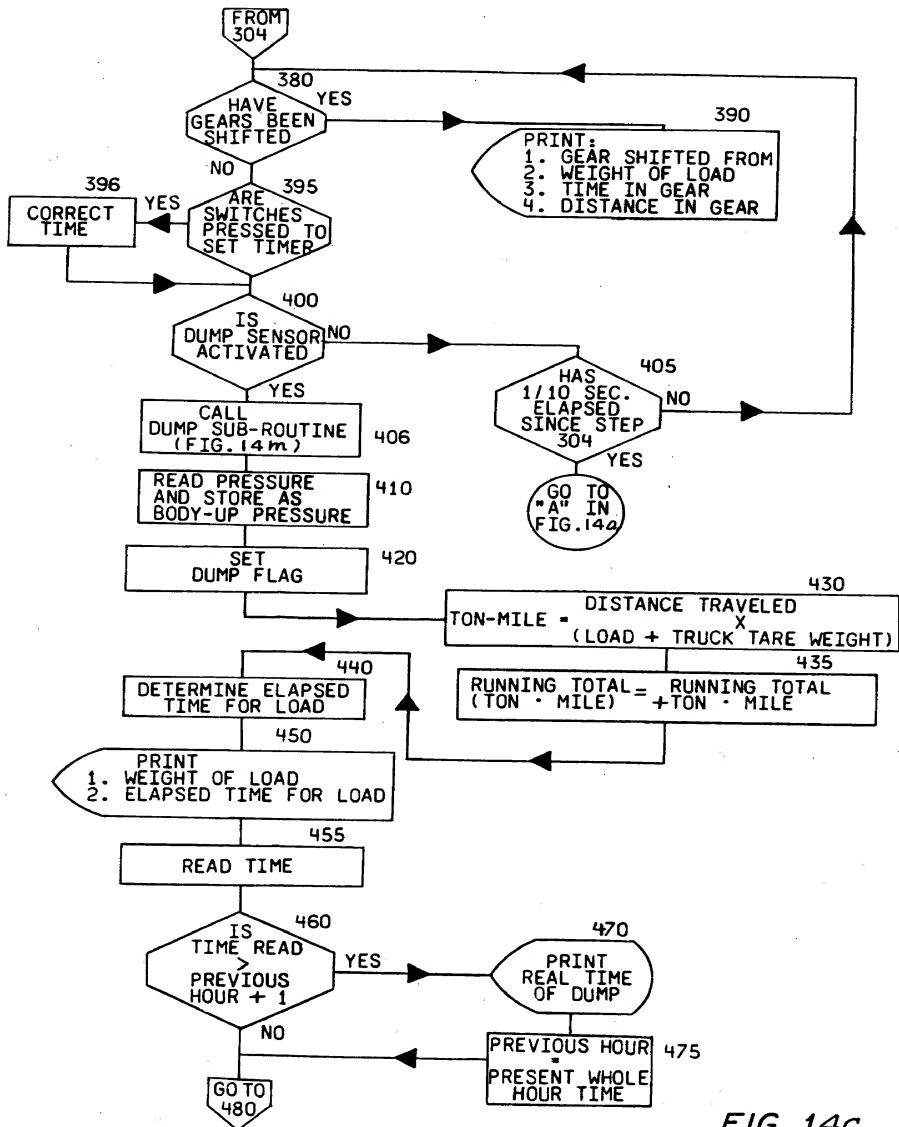 FROM
304
380
HAVE
GEARS BEEN
SHIFTED
YES
NO
390
PRINT:
1. GEAR SHIFTED FROM
2. WEIGHT OF LOAD
3. TIME IN GEAR
4. DISTANCE IN GEAR
396
CORRECT
TIME
YES
395
ARE
SWITCHES
PRESSED TO
SET TIMER
400
IS
DUMP SENSOR
ACTIVATED
NO
YES
405
HAS
1/10 SEC.
ELAPSED
SINCE STEP
304
NO
YES
GO TO
"A" IN
FIG.14a
CALL
DUMP SUB-ROUTINE
(FIG.14m)
406
READ PRESSURE
AND STORE AS
BODY-UP PRESSURE
410
SET
DUMP FLAG
420
430
TON-MILE = DISTANCE TRAVELED
X
(LOAD + TRUCK TARE WEIGHT)
435
RUNNING TOTAL = RUNNING TOTAL
(TON · MILE) +TON · MILE
440
DETERMINE ELAPSED
TIME FOR LOAD
450
PRINT
1. WEIGHT OF LOAD
2. ELAPSED TIME FOR LOAD
455
READ TIME
460
IS
TIME READ
>
PREVIOUS
HOUR + 1
YES
NO
470
PRINT
REAL TIME
OF DUMP
PREVIOUS HOUR
=
PRESENT WHOLE
HOUR TIME
475
GO TO
480
FIG. 14c